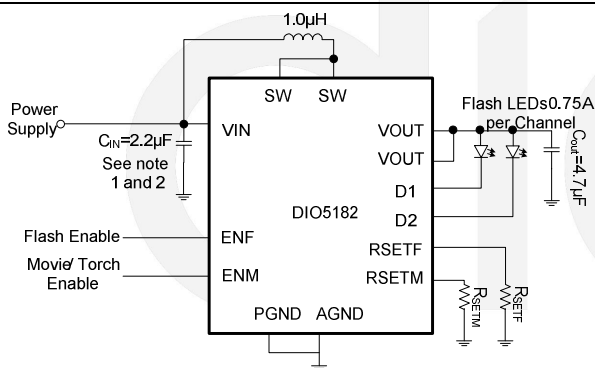 1.0µH
SW SW
Power
Supply
VIN
CIN=2.2µF
See note
1 and 2
Flash LEDs0.75A
per Channel
Cout=4.7µF
VOUT
VOUT
D1
D2
DIO5182
Flash Enable
ENF
RSETF
Movie/ Torch
Enable
ENM
RSETM
RSETM
RSETF
PGND AGND